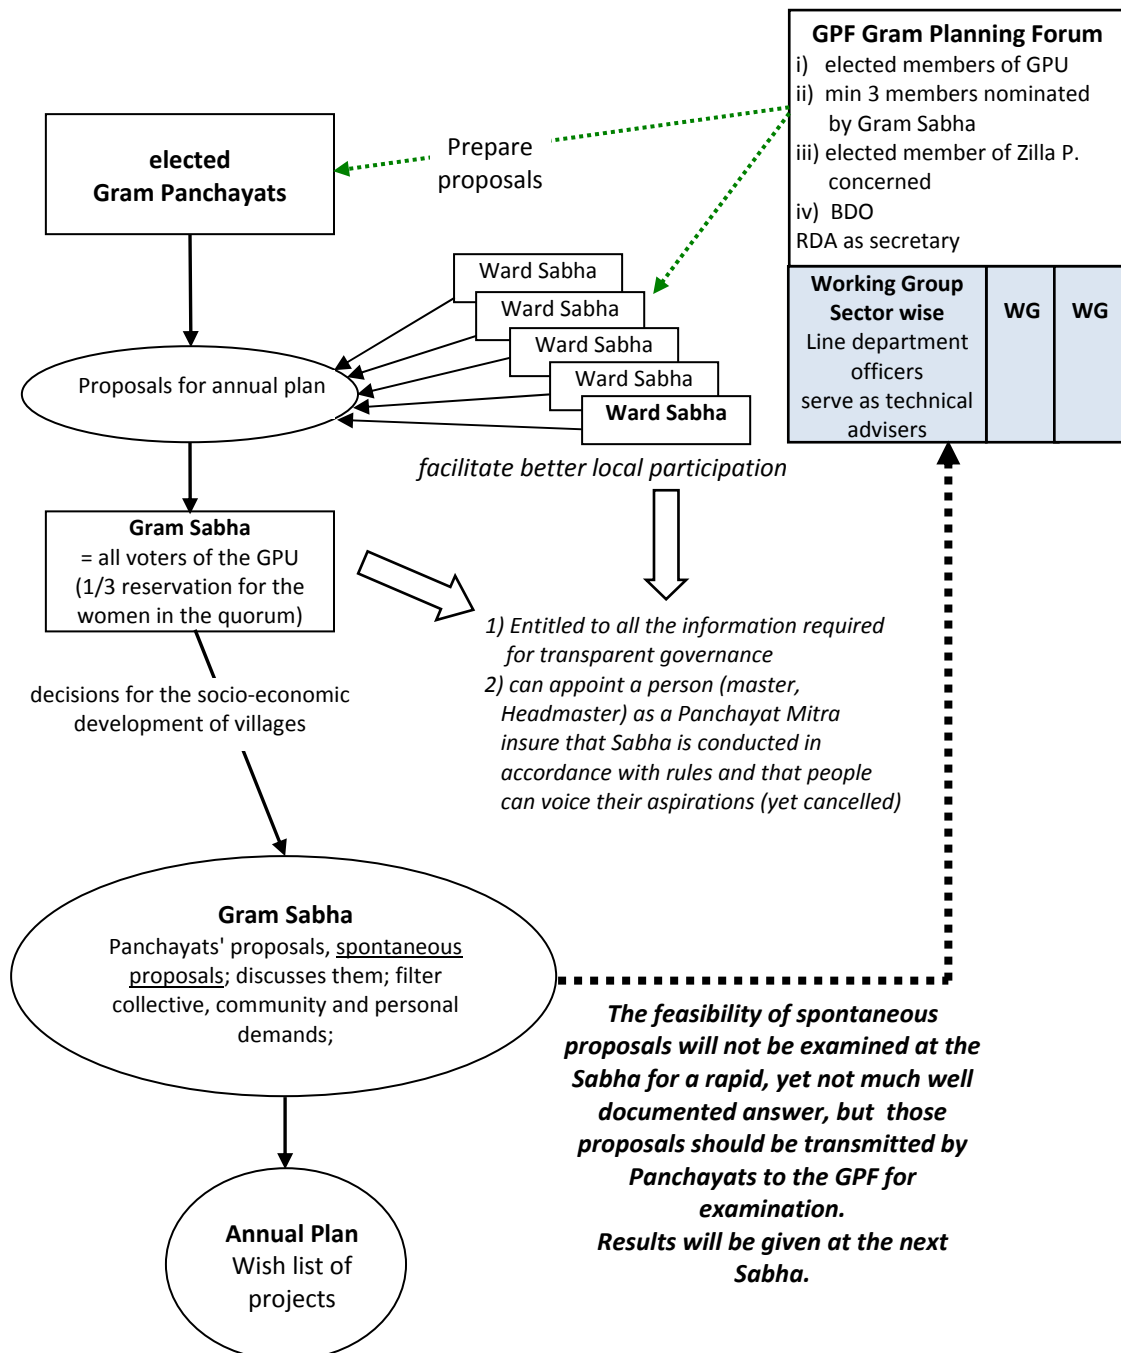 GPF Gram Planning Forum
i) elected members of GPU
ii) min 3 members nominated
by Gram Sabha
iii) elected member of Zilla P.
concerned
iv) BDO
RDA as secretary
elected
Gram Panchayats
Prepare
proposals
Working Group
Sector wise
Line department
officers
serve as technical
advisers
WG
WG
Ward Sabha
Ward Sabha
Ward Sabha
Ward Sabha
Ward Sabha
Proposals for annual plan
facilitate better local participation
Gram Sabha
= all voters of the GPU
(1/3 reservation for the
women in the quorum)
1) Entitled to all the information required
for transparent governance
2) can appoint a person (master,
Headmaster) as a Panchayat Mitra
insure that Sabha is conducted in
accordance with rules and that people
can voice their aspirations (yet cancelled)
decisions for the socio-economic
development of villages
Gram Sabha
Panchayats' proposals, spontaneous
proposals; discusses them; filter
collective, community and personal
demands;
The feasibility of spontaneous
proposals will not be examined at the
Sabha for a rapid, yet not much well
documented answer, but those
proposals should be transmitted by
Panchayats to the GPF for
examination.
Results will be given at the next
Sabha.
Annual Plan
Wish list of
projects